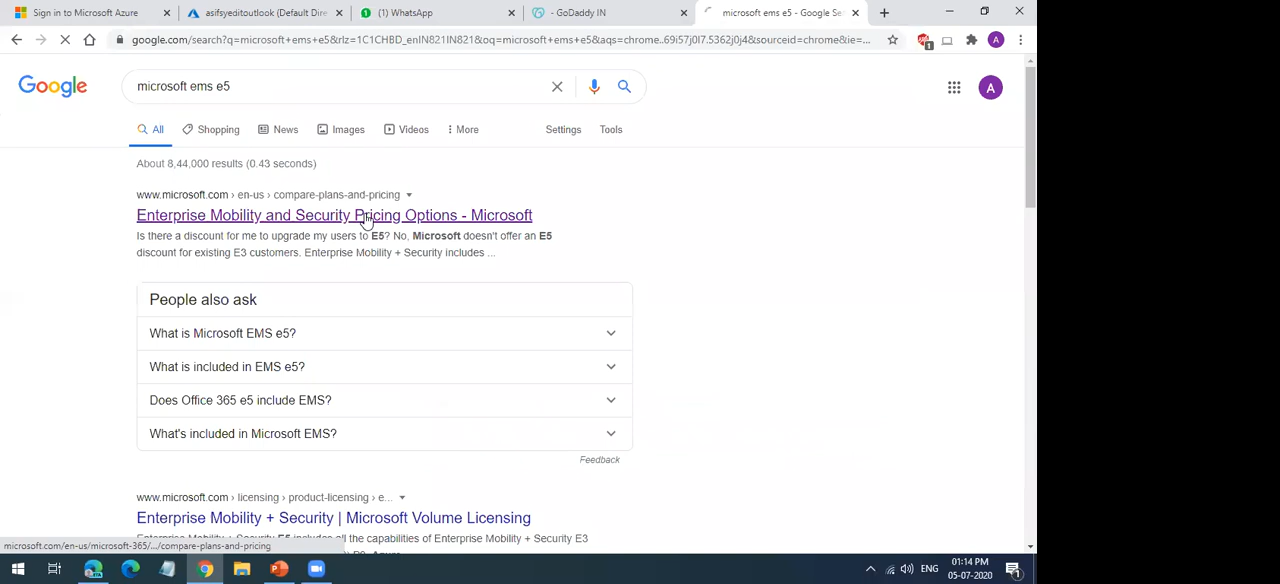 Sign in to Microsoft Azure
asifsyeditoutlook (Default Dire
(1) WhatsApp
- GoDaddy IN
microsoft ems e5 - Google Se
google.com/search?q=microsoft+ems+e5&rlz=1C1CHBD_enIN821IN821&oq=microsoft+ems+e5&aqs=chrome..69i57j0l7.5362j0j4&sourceid=chrome&ie=...
1
A
Google
microsoft ems e5
A
All
Shopping
News
Images
Videos
More
Settings
Tools
About 8,44,000 results (0.43 seconds)
www.microsoft.com › en-us › compare-plans-and-pricing
Enterprise Mobility and Security Pricing Options - Microsoft
Is there a discount for me to upgrade my users to E5? No, Microsoft doesn't offer an E5
discount for existing E3 customers. Enterprise Mobility + Security includes ...
People also ask
What is Microsoft EMS e5?
What is included in EMS e5?
Does Office 365 e5 include EMS?
What's included in Microsoft EMS?
Feedback
www.microsoft.com › licensing › product-licensing › e...
Enterprise Mobility + Security | Microsoft Volume Licensing
Enterprise Mobility + Security E5 includes all the capabilities of Enterprise Mobility + Security E3
microsoft.com/en-us/microsoft-365/.../compare-plans-and-pricing
ENG
01:14 PM
05-07-2020
1